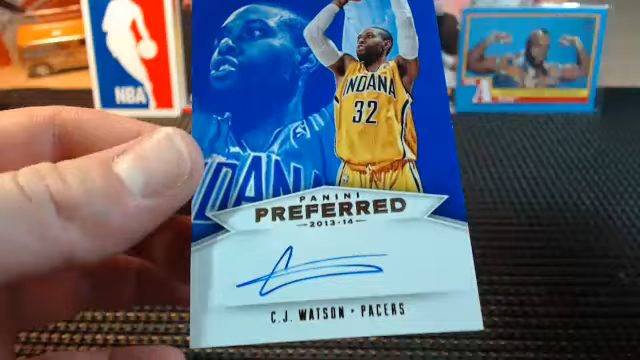 NBA
INDIANA
32
PANINI
PREFERRED
2013-14
C.J. WATSON • PACERS
A